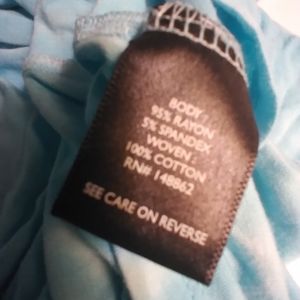 BODY :
95% RAYON
5% SPANDEX
WOVEN :
100% COTTON
RN# 148862
SEE CARE ON REVERSE